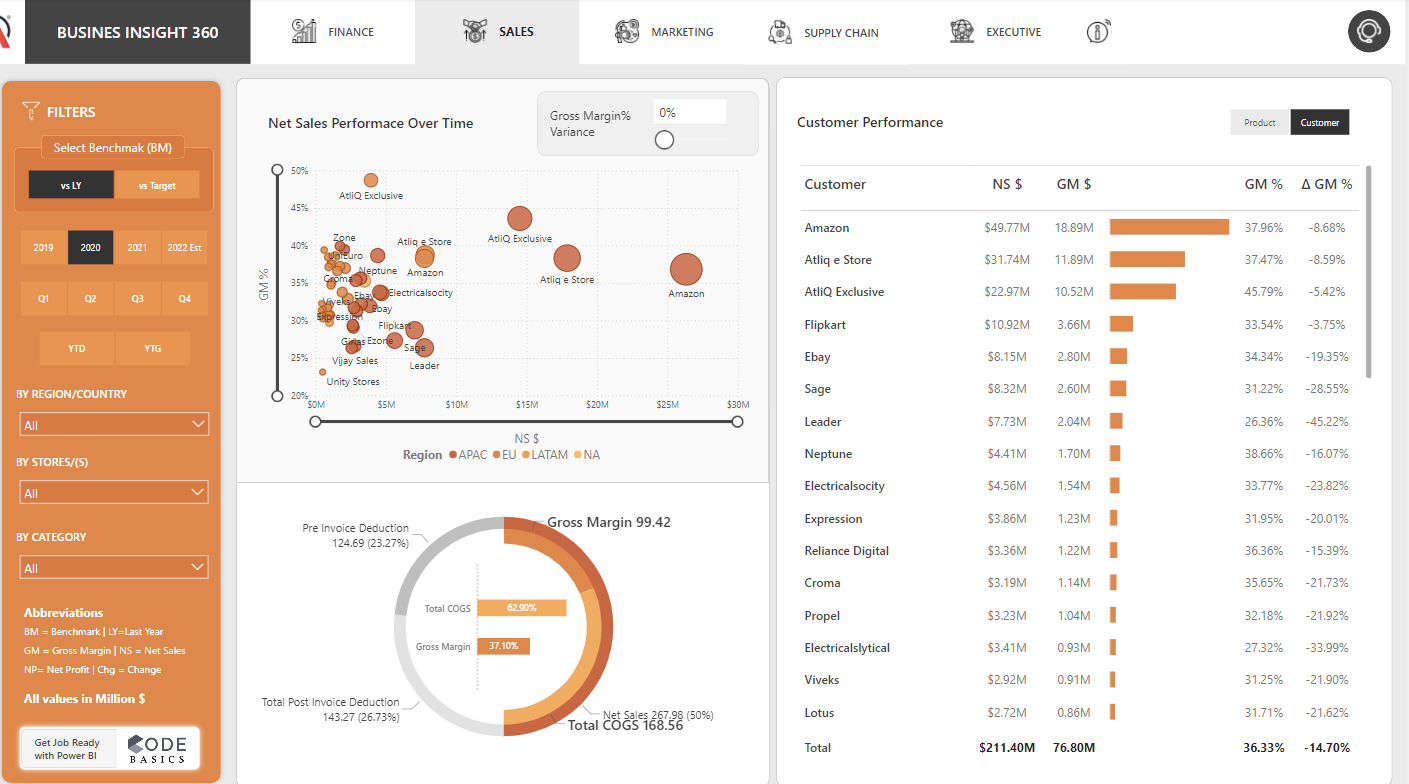 BUSINES INSIGHT 360
FINANCE
SALES
MARKETING
SUPPLY CHAIN
EXECUTIVE
FILTERS
Select Benchmak (BM)
vs LY
vs Target
2019
2020
2021
2022 Est
Q1
Q2
Q3
Q4
YTD
YTG
BY REGION/COUNTRY
All
BY STORES/(S)
All
BY CATEGORY
All
Abbreviations
BM = Benchmark | LY=Last Year
GM = Gross Margin | NS = Net Sales
NP= Net Profit | Chg = Change
All values in Million $
Get Job Ready
with Power BI
CODE
BASICS
Net Sales Performace Over Time
Gross Margin%
Variance
0%
GM %
50%
45%
40%
35%
30%
25%
20%
AtliQ Exclusive
AtliQ Exclusive
Zone
Atliq e Store
UniEuro
Atliq e Store
Neptune
Amazon
Croma
Amazon
Electricalsocity
Ebay
Viveks
Ebay
Expression
Flipkart
Girias
Ezone
Sage
Vijay Sales
Leader
Unity Stores
$0M
$5M
$10M
$15M
$20M
$25M
$30M
NS $
Region APAC EU LATAM NA
Pre Invoice Deduction
124.69 (23.27%)
Gross Margin 99.42
Total COGS
62.90%
Gross Margin
37.10%
Total Post Invoice Deduction
143.27 (26.73%)
Net Sales 267.98 (50%)
Total COGS 168.56
Customer Performance
Product
Customer
Customer NS $ GM $ GM % Δ GM %
Amazon $49.77M 18.89M 37.96% -8.68%
Atliq e Store $31.74M 11.89M 37.47% -8.59%
AtliQ Exclusive $22.97M 10.52M 45.79% -5.42%
Flipkart $10.92M 3.66M 33.54% -3.75%
Ebay $8.15M 2.80M 34.34% -19.35%
Sage $8.32M 2.60M 31.22% -28.55%
Leader $7.73M 2.04M 26.36% -45.22%
Neptune $4.41M 1.70M 38.66% -16.07%
Electricalsocity $4.56M 1.54M 33.77% -23.82%
Expression $3.86M 1.23M 31.95% -20.01%
Reliance Digital $3.36M 1.22M 36.36% -15.39%
Croma $3.19M 1.14M 35.65% -21.73%
Propel $3.23M 1.04M 32.18% -21.92%
Electricalslytical $3.41M 0.93M 27.32% -33.99%
Viveks $2.92M 0.91M 31.25% -21.90%
Lotus $2.72M 0.86M 31.71% -21.62%
Total $211.40M 76.80M 36.33% -14.70%